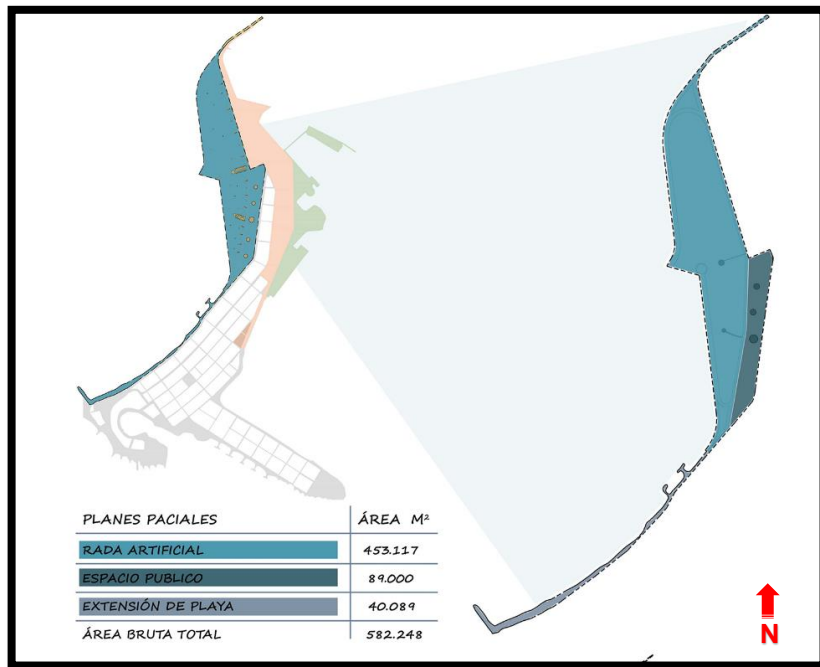 PLANES PACIALES ÁREA M²
RADA ARTIFICIAL 453.117
ESPACIO PUBLICO 89.000
EXTENSIÓN DE PLAYA 40.089
ÁREA BRUTA TOTAL 582.248
N